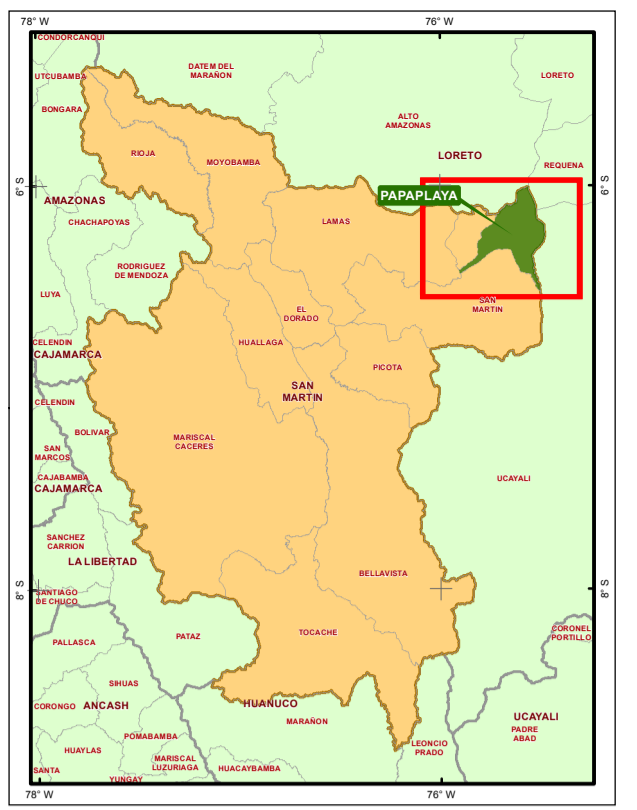 78° W
76° W
CONDORCANQUI
UTCUBAMBA
DATEM DEL
MARAÑON
LORETO
BONGARA
ALTO
AMAZONAS
RIOJA
MOYOBAMBA
LORETO
REQUENA
6° S
6° S
AMAZONAS
PAPAPLAYA
CHACHAPOYAS
LAMAS
RODRIGUEZ
DE MENDOZA
LUYA
SAN
MARTIN
EL
DORADO
CELENDIN
HUALLAGA
CAJAMARCA
PICOTA
SAN
MARTIN
CELENDIN
BOLIVAR
MARISCAL
CACERES
SAN
MARCOS
CAJABAMBA
CAJAMARCA
UCAYALI
SANCHEZ
CARRION
LA LIBERTAD
BELLAVISTA
8° S
8° S
SANTIAGO
DE CHUCO
PALLASCA
PATAZ
TOCACHE
CORONEL
PORTILLO
SIHUAS
CORONGO
ANCASH
HUANUCO
MARAÑON
UCAYALI
PADRE
ABAD
POMABAMBA
HUAYLAS
MARISCAL
LUZURIAGA
LEONCIO
PRADO
SANTA
YUNGAY
HUACAYBAMBA
78° W
76° W